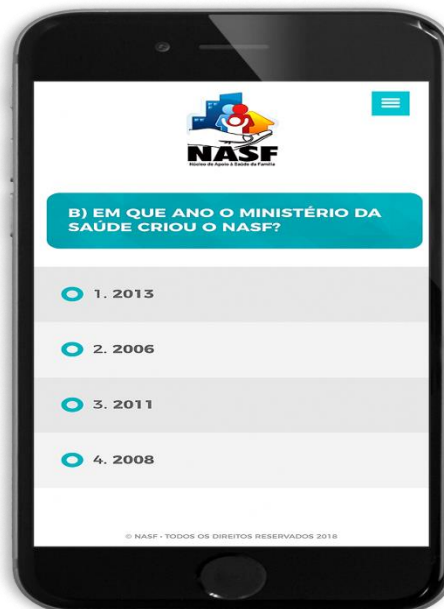 NASF
Núcleo de Apoio à Saúde da Família
B) EM QUE ANO O MINISTÉRIO DA
SAÚDE CRIOU O NASF?
1. 2013
2. 2006
3. 2011
4. 2008
© NASF • TODOS OS DIREITOS RESERVADOS 2018